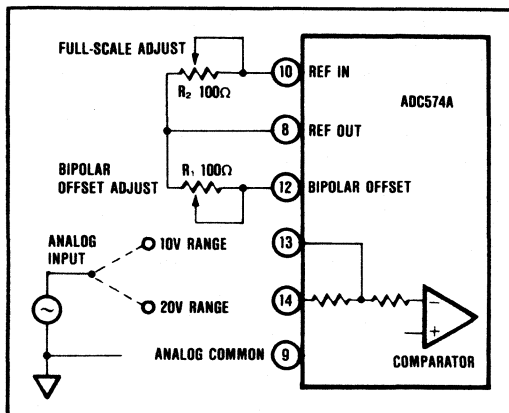 FULL-SCALE ADJUST
R2 100Ω
10 REF IN
ADC574A
8 REF OUT
BIPOLAR
OFFSET ADJUST
R1 100Ω
12 BIPOLAR OFFSET
ANALOG
INPUT
10V RANGE
13
20V RANGE
14
~
−
+
ANALOG COMMON 9
COMPARATOR